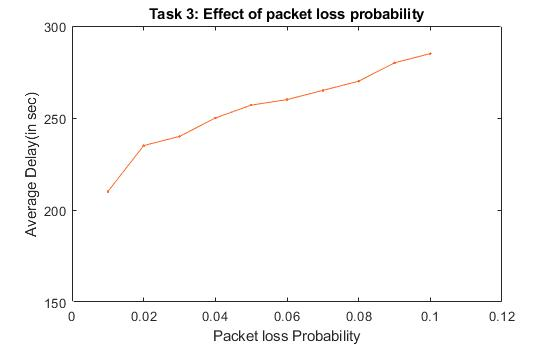 Task 3: Effect of packet loss probability
300
250
200
150
Average Delay(in sec)
0 0.02 0.04 0.06 0.08 0.1 0.12
Packet loss Probability